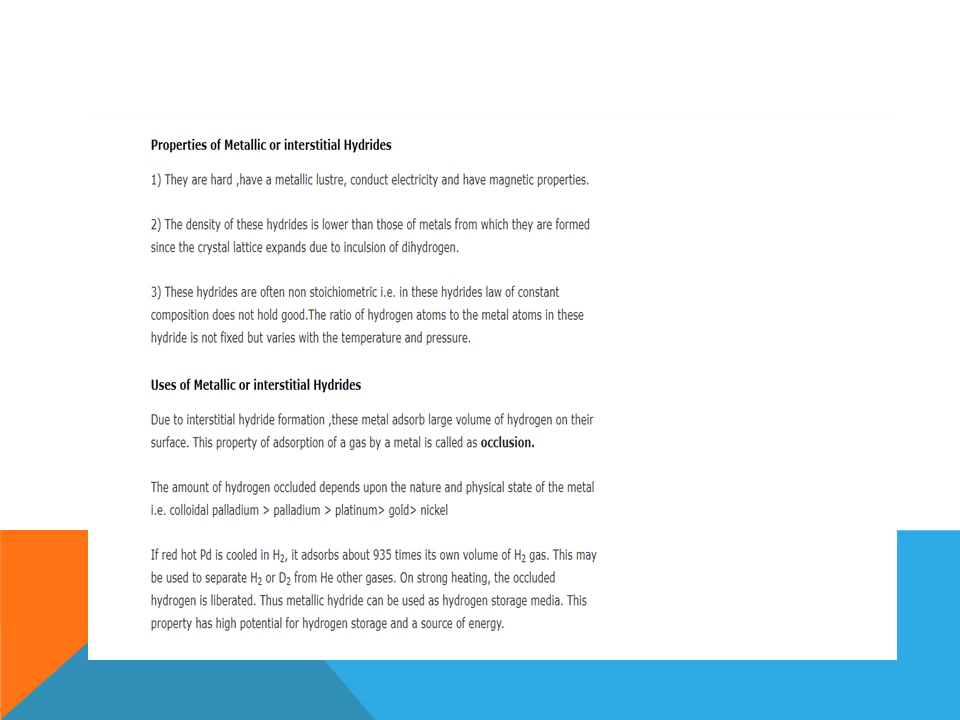 Properties of Metallic or interstitial Hydrides
1) They are hard ,have a metallic lustre, conduct electricity and have magnetic properties.
2) The density of these hydrides is lower than those of metals from which they are formed
since the crystal lattice expands due to inculsion of dihydrogen.
3) These hydrides are often non stoichiometric i.e. in these hydrides law of constant
composition does not hold good.The ratio of hydrogen atoms to the metal atoms in these
hydride is not fixed but varies with the temperature and pressure.
Uses of Metallic or interstitial Hydrides
Due to interstitial hydride formation ,these metal adsorb large volume of hydrogen on their
surface. This property of adsorption of a gas by a metal is called as occlusion.
The amount of hydrogen occluded depends upon the nature and physical state of the metal
i.e. colloidal palladium > palladium > platinum> gold> nickel
If red hot Pd is cooled in H₂, it adsorbs about 935 times its own volume of H₂ gas. This may
be used to separate H₂ or D₂ from He other gases. On strong heating, the occluded
hydrogen is liberated. Thus metallic hydride can be used as hydrogen storage media. This
property has high potential for hydrogen storage and a source of energy.